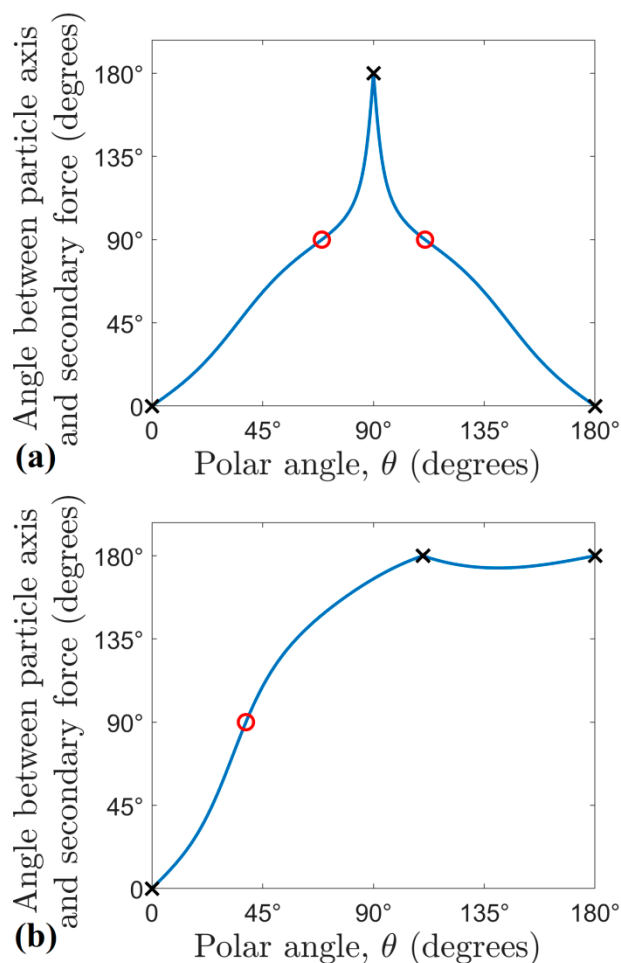 Angle between particle axis
and secondary force (degrees)
180°
135°
90°
45°
0
0
45°
90°
135°
180°
Polar angle, θ (degrees)
(a)
Angle between particle axis
and secondary force (degrees)
180°
135°
90°
45°
0
0
45°
90°
135°
180°
Polar angle, θ (degrees)
(b)